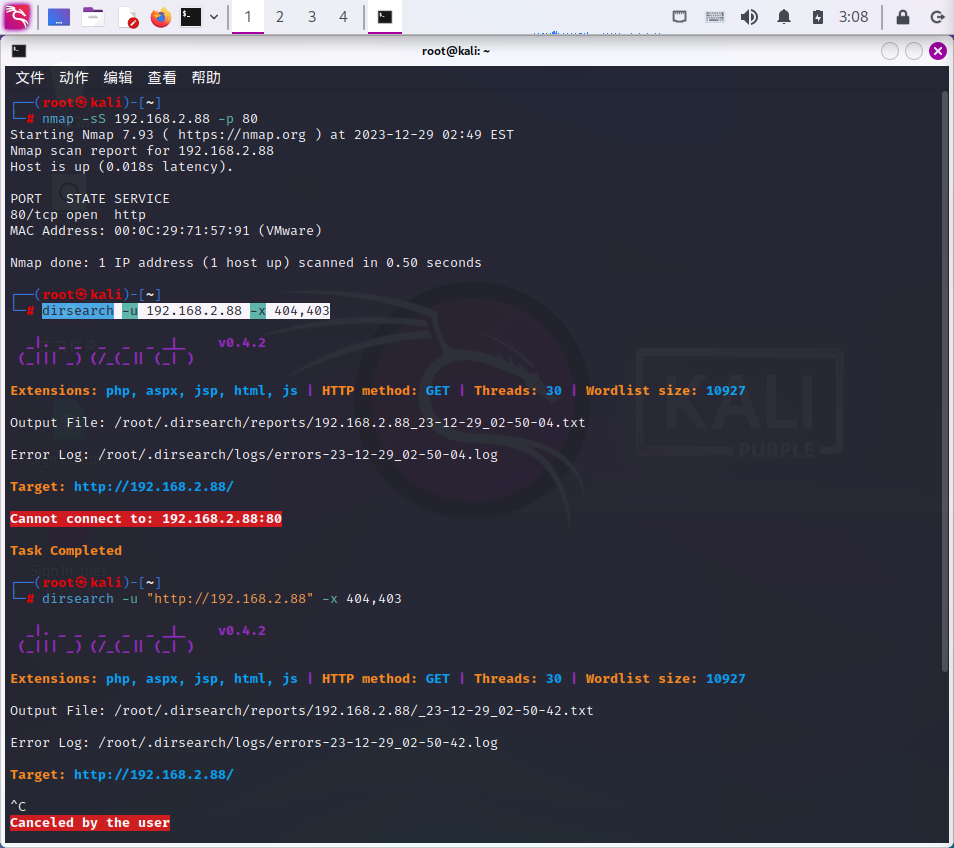 1 2 3 4 3:08
root@kali: ~
文件 动作 编辑 查看 帮助
┌──(root㉿kali)-[~]
└─# nmap -sS 192.168.2.88 -p 80
Starting Nmap 7.93 ( https://nmap.org ) at 2023-12-29 02:49 EST
Nmap scan report for 192.168.2.88
Host is up (0.018s latency).
PORT   STATE SERVICE
80/tcp open  http
MAC Address: 00:0C:29:71:57:91 (VMware)
Nmap done: 1 IP address (1 host up) scanned in 0.50 seconds
┌──(root㉿kali)-[~]
└─# dirsearch -u 192.168.2.88 -x 404,403
  _|. _ _  _  _  _ _|_    v0.4.2
 (_||| _) (/_(_|| (_| )
Extensions: php, aspx, jsp, html, js | HTTP method: GET | Threads: 30 | Wordlist size: 10927
Output File: /root/.dirsearch/reports/192.168.2.88_23-12-29_02-50-04.txt
KALI
PURPLE
Error Log: /root/.dirsearch/logs/errors-23-12-29_02-50-04.log
Target: http://192.168.2.88/
Cannot connect to: 192.168.2.88:80
Task Completed
┌──(root㉿kali)-[~]
└─# dirsearch -u "http://192.168.2.88" -x 404,403
  _|. _ _  _  _  _ _|_    v0.4.2
 (_||| _) (/_(_|| (_| )
Extensions: php, aspx, jsp, html, js | HTTP method: GET | Threads: 30 | Wordlist size: 10927
Output File: /root/.dirsearch/reports/192.168.2.88/_23-12-29_02-50-42.txt
Error Log: /root/.dirsearch/logs/errors-23-12-29_02-50-42.log
Target: http://192.168.2.88/
^C
Canceled by the user